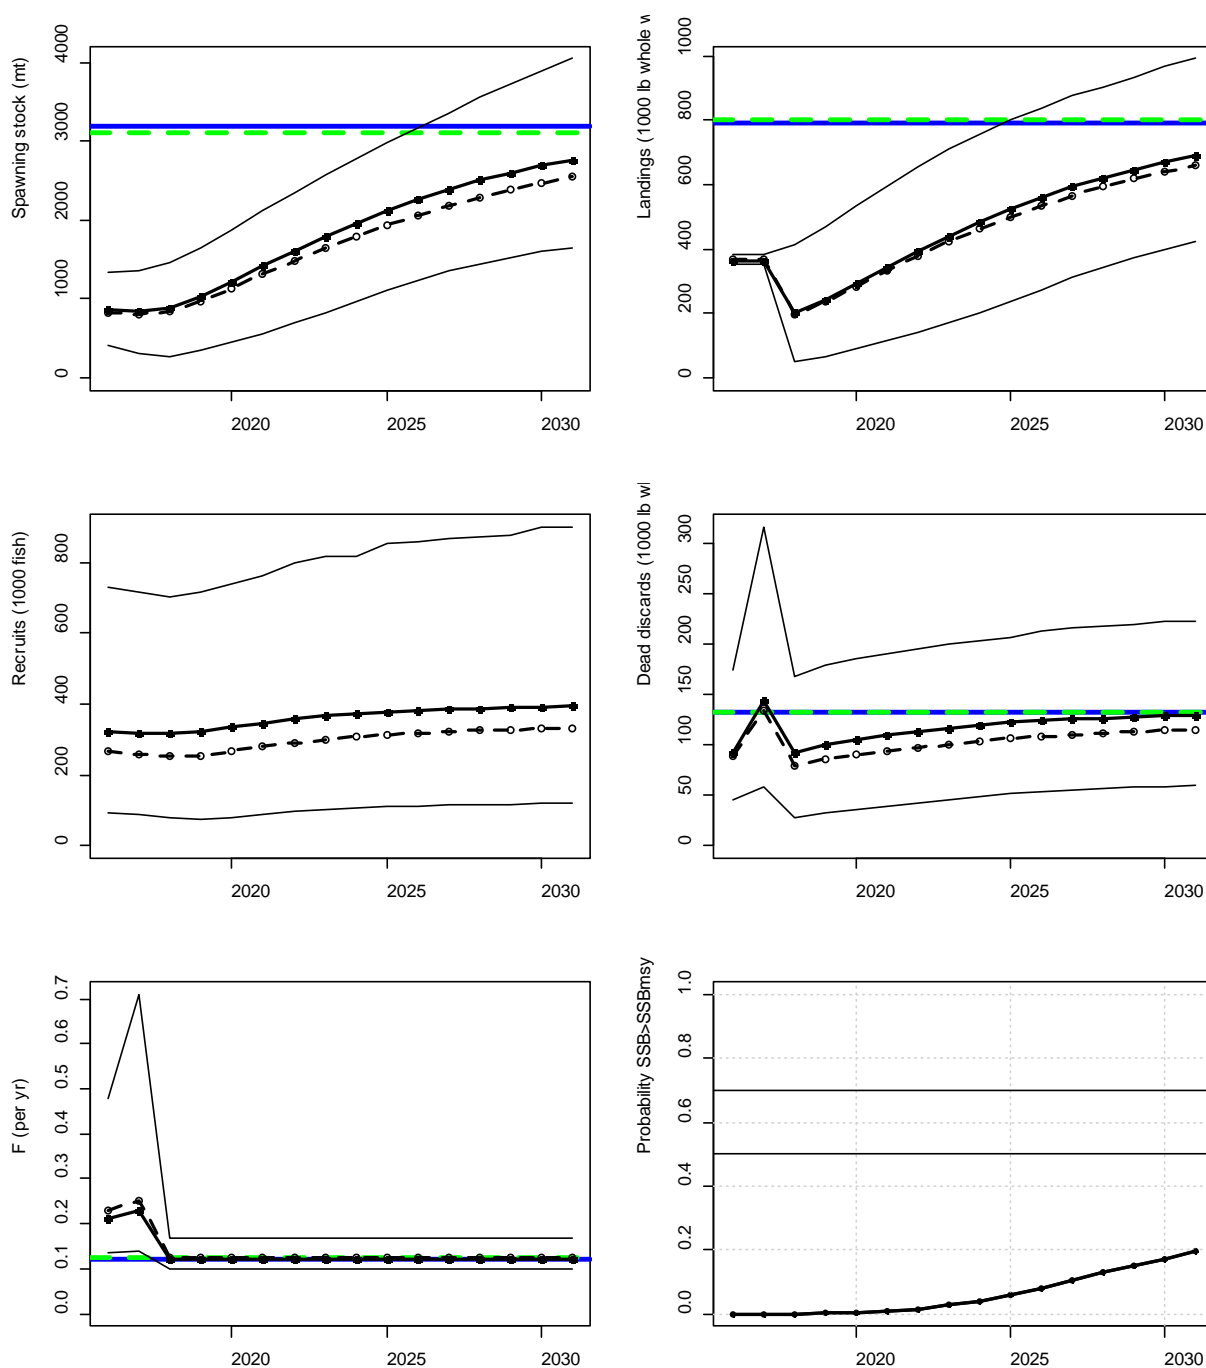 Spawning stock (mt)
0 1000 2000 3000 4000
2020 2025 2030
Landings (1000 lb whole w
0 200 400 600 800 1000
2020 2025 2030
Recruits (1000 fish)
0 200 400 600 800
2020 2025 2030
Dead discards (1000 lb w
0 50 100 150 200 250 300
2020 2025 2030
F (per yr)
0.0 0.1 0.2 0.3 0.4 0.5 0.6 0.7
2020 2025 2030
Probability SSB>SSBmsy
0.0 0.2 0.4 0.6 0.8 1.0
2020 2025 2030